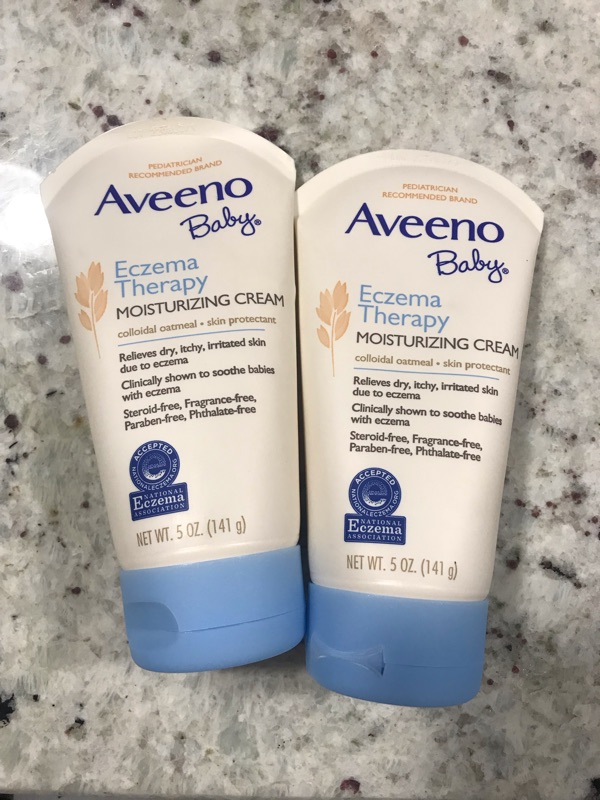 PEDIATRICIAN
RECOMMENDED BRAND
Aveeno
Baby®
Eczema
Therapy
MOISTURIZING CREAM
colloidal oatmeal • skin protectant
Relieves dry, itchy, irritated skin
due to eczema
Clinically shown to soothe babies
with eczema
Steroid-free, Fragrance-free,
Paraben-free, Phthalate-free
ACCEPTED
NATIONALECZEMA.ORG
NATIONAL
Eczema
ASSOCIATION
NET WT. 5 OZ. (141 g)
PEDIATRICIAN
RECOMMENDED BRAND
Aveeno
Baby®
Eczema
Therapy
MOISTURIZING CREAM
colloidal oatmeal • skin protectant
Relieves dry, itchy, irritated skin
due to eczema
Clinically shown to soothe babies
with eczema
Steroid-free, Fragrance-free,
Paraben-free, Phthalate-free
ACCEPTED
NATIONALECZEMA.ORG
NATIONAL
Eczema
ASSOCIATION
NET WT. 5 OZ. (141 g)